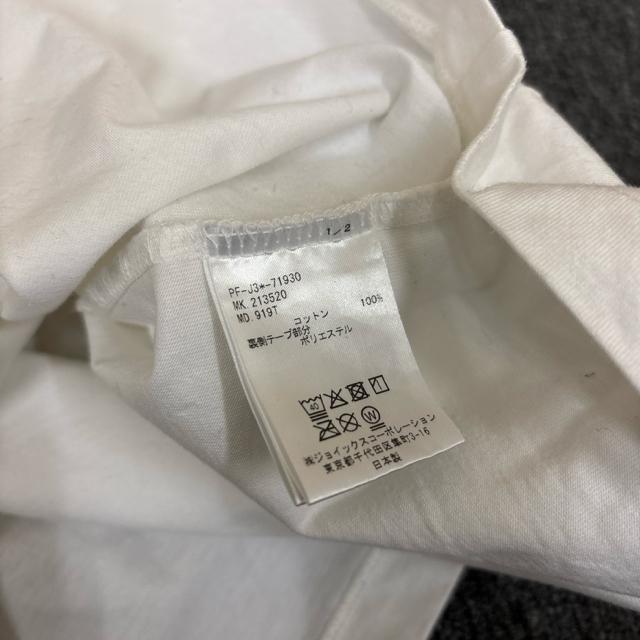 1/2
PF-J3*-71930
MK.213520
MD 919T
コットン 100%
裏側テープ部分
ポリエステル
40
W
㈱ジョイックスコーポレーション
東京都千代田区麹町3-16
日本製